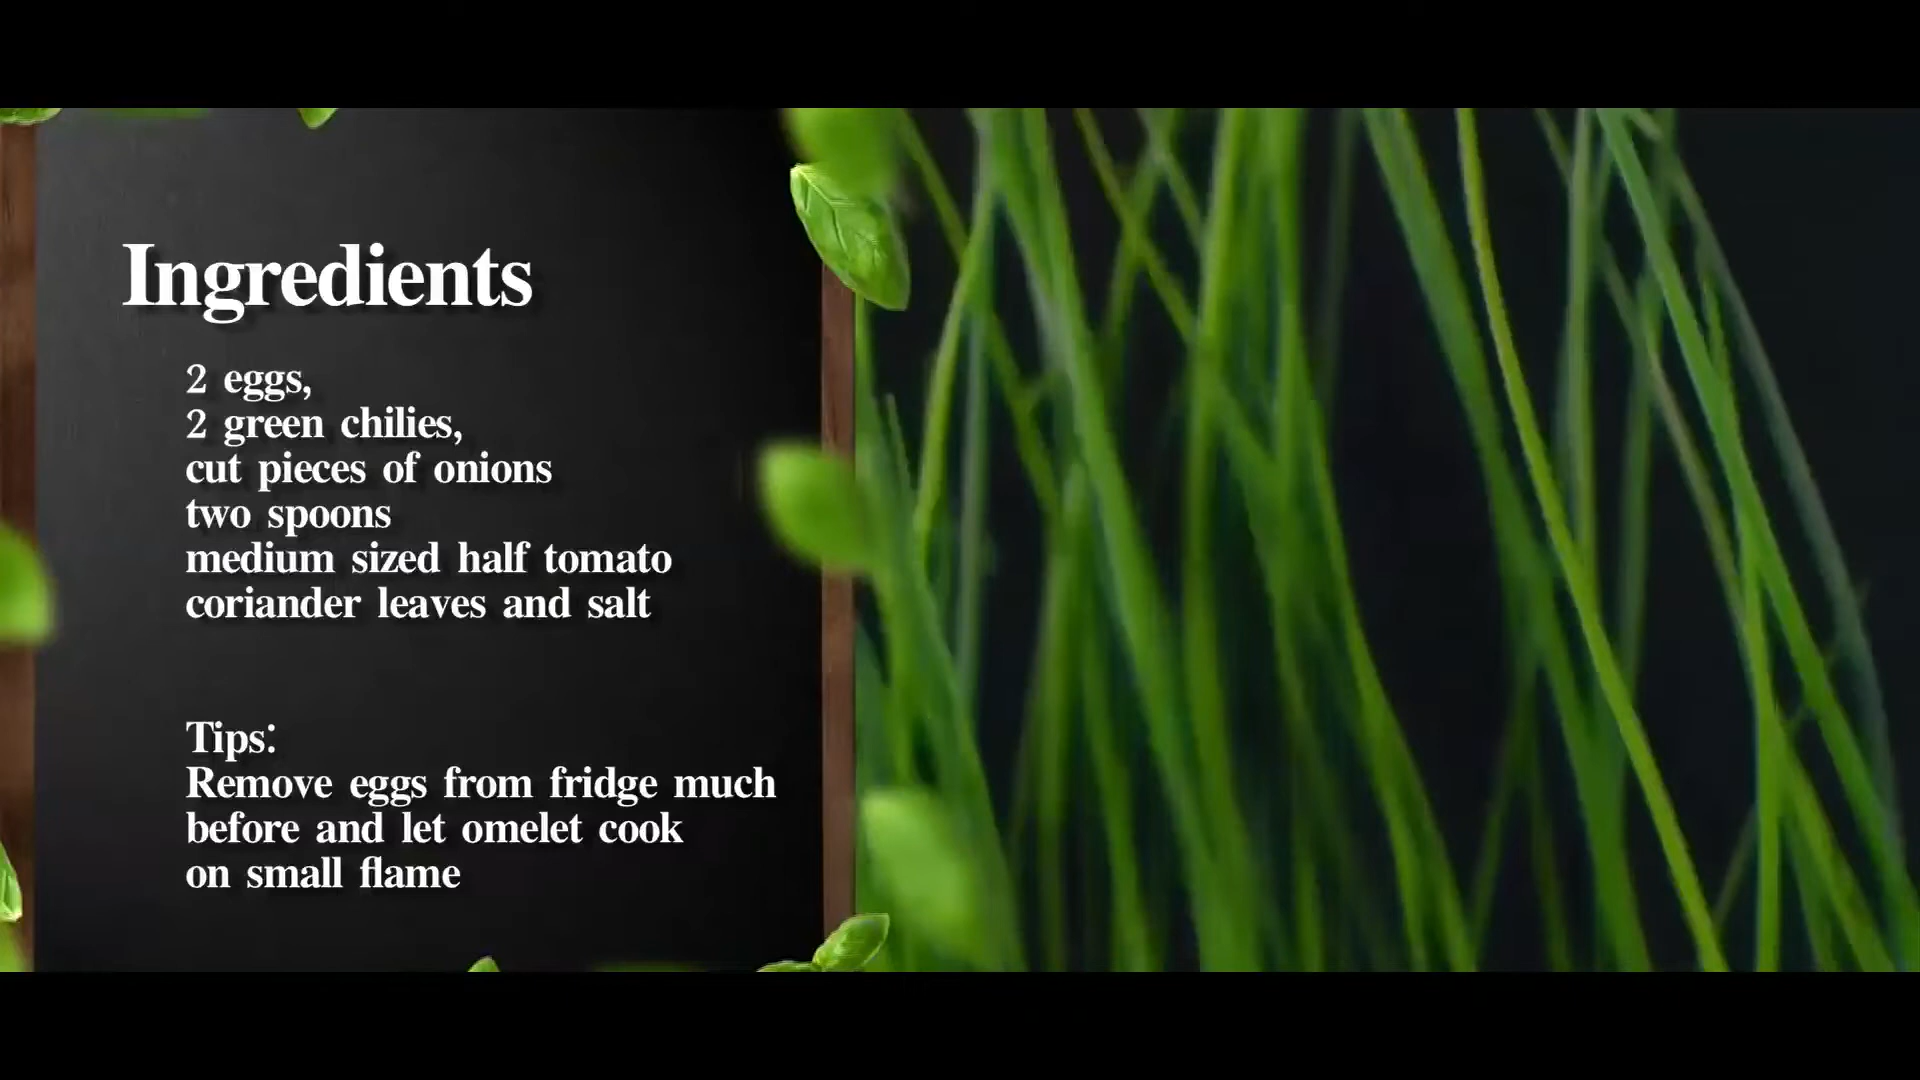 Ingredients
2 eggs,
2 green chilies,
cut pieces of onions
two spoons
medium sized half tomato
coriander leaves and salt
Tips:
Remove eggs from fridge much
before and let omelet cook
on small flame